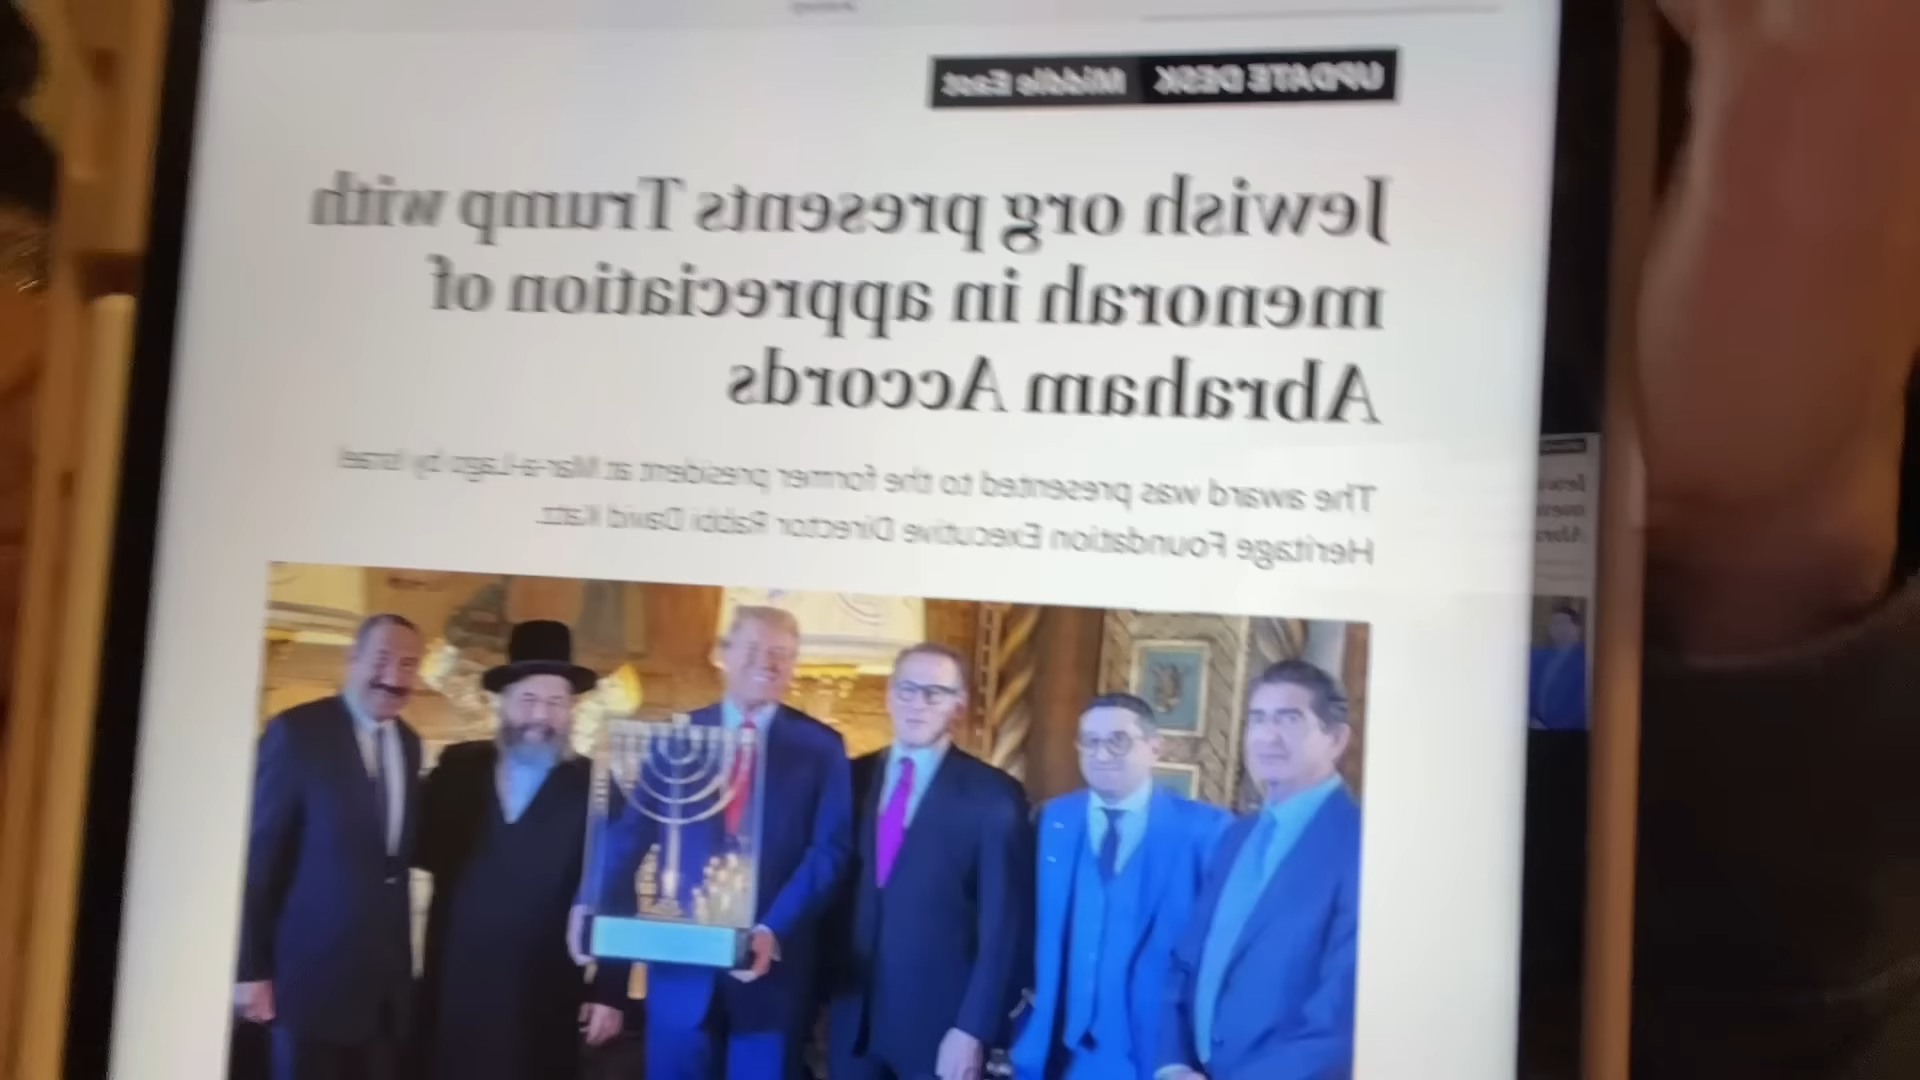 UPDATE DESK Middle East
Jewish org presents Trump with
menorah in appreciation of
Abraham Accords
The award was presented to the former president at Mar-a-Lago by Israel
Heritage Foundation Executive Director Rabbi David Katz.